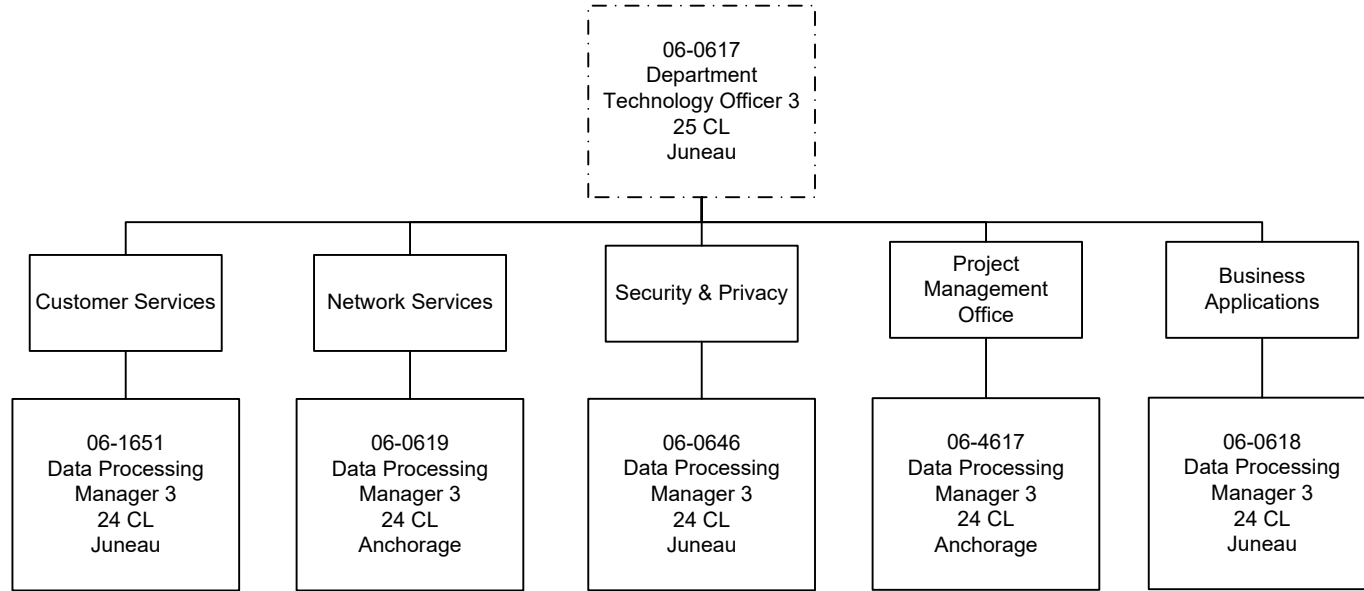 06-0617
Department
Technology Officer 3
25 CL
Juneau
Customer Services
Network Services
Security & Privacy
Project
Management
Office
Business
Applications
06-1651
Data Processing
Manager 3
24 CL
Juneau
06-0619
Data Processing
Manager 3
24 CL
Anchorage
06-0646
Data Processing
Manager 3
24 CL
Juneau
06-4617
Data Processing
Manager 3
24 CL
Anchorage
06-0618
Data Processing
Manager 3
24 CL
Juneau